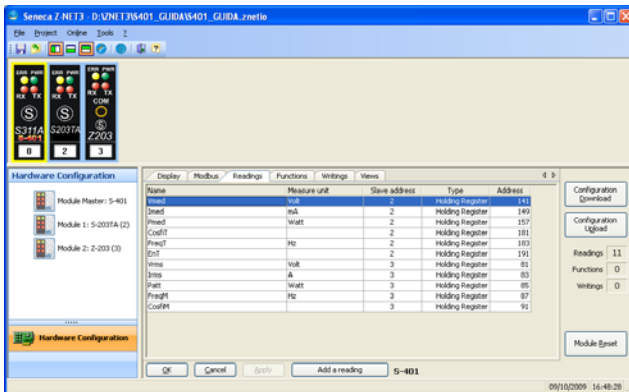 Seneca Z-NET3 - D:\ZNET3\S401_GUIDA\S401_GUIDA.znetio
File Project Online Tools ?
ERR PWR ERR PWR ERR PWR
RX TX RX TX RX TX
COM
S S
S311A S203TA S
S-401 Z203
0 2 3
Hardware Configuration
Module Master: S-401
Module 1: S-203TA (2)
Module 2: Z-203 (3)
Hardware Configuration
Display Modbus Readings Functions Writings Views
Name Measure unit Slave address Type Address
Vmed Volt 2 Holding Register 141
Imed mA 2 Holding Register 149
Pmed Watt 2 Holding Register 157
CosfiT 2 Holding Register 181
FreqT Hz 2 Holding Register 183
EnT 2 Holding Register 191
Vrms Volt 3 Holding Register 81
Irms A 3 Holding Register 83
Patt Watt 3 Holding Register 85
FreqM Hz 3 Holding Register 87
CosfiM 3 Holding Register 91
OK Cancel Apply Add a reading S-401
Configuration
Download
Configuration
Upload
Readings 11
Functions 0
Writings 0
Module Reset
09/10/2009 16:48:28